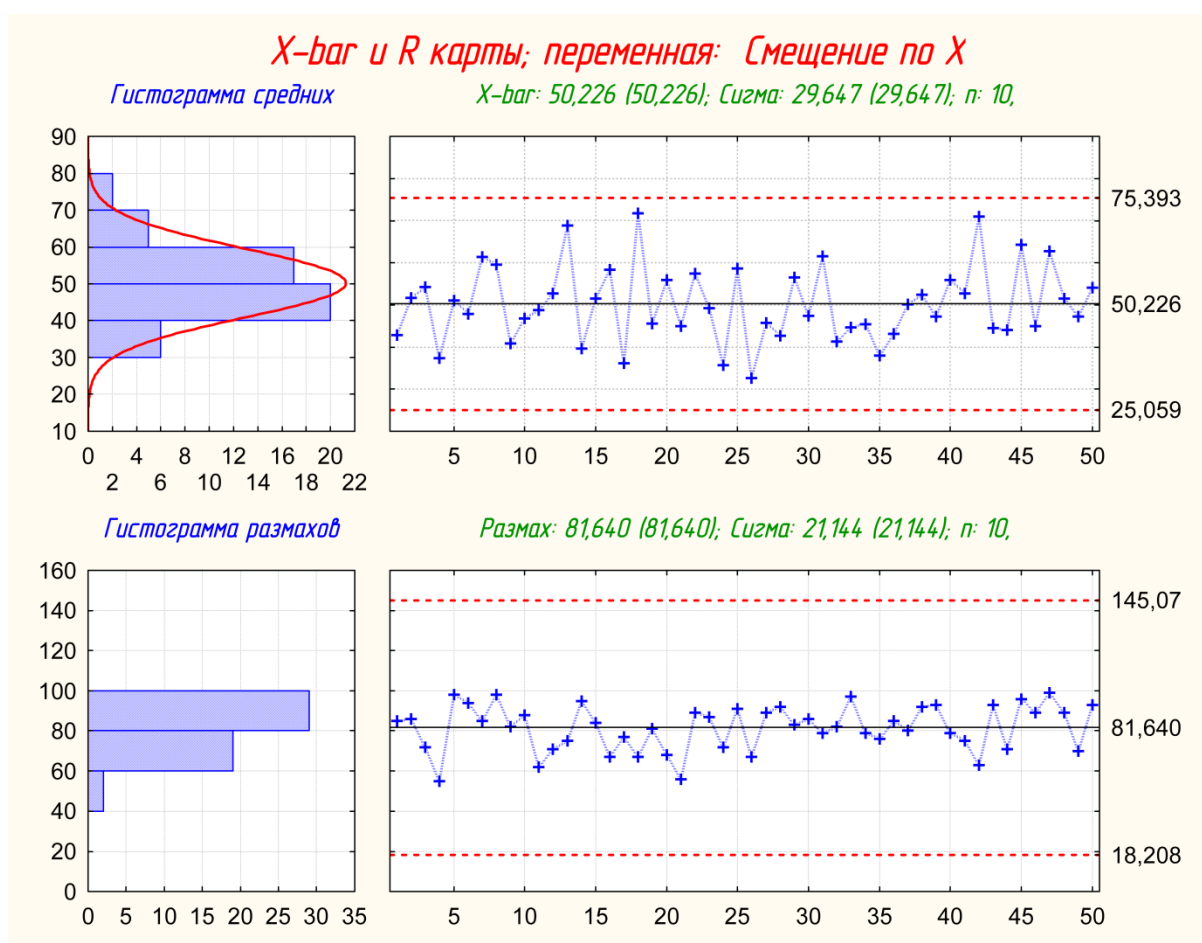 X-bar и R карты; переменная: Смещение по X
Гистограмма средних
X-bar: 50,226 (50,226); Сигма: 29,647 (29,647); n: 10,
90
80
70
60
50
40
30
20
10
0 4 8 12 16 20
2 6 10 14 18 22
75,393
50,226
25,059
5 10 15 20 25 30 35 40 45 50
Гистограмма размахов
Размах: 81,640 (81,640); Сигма: 21,144 (21,144); n: 10,
160
140
120
100
80
60
40
20
0
0 5 10 15 20 25 30 35
145,07
81,640
18,208
5 10 15 20 25 30 35 40 45 50